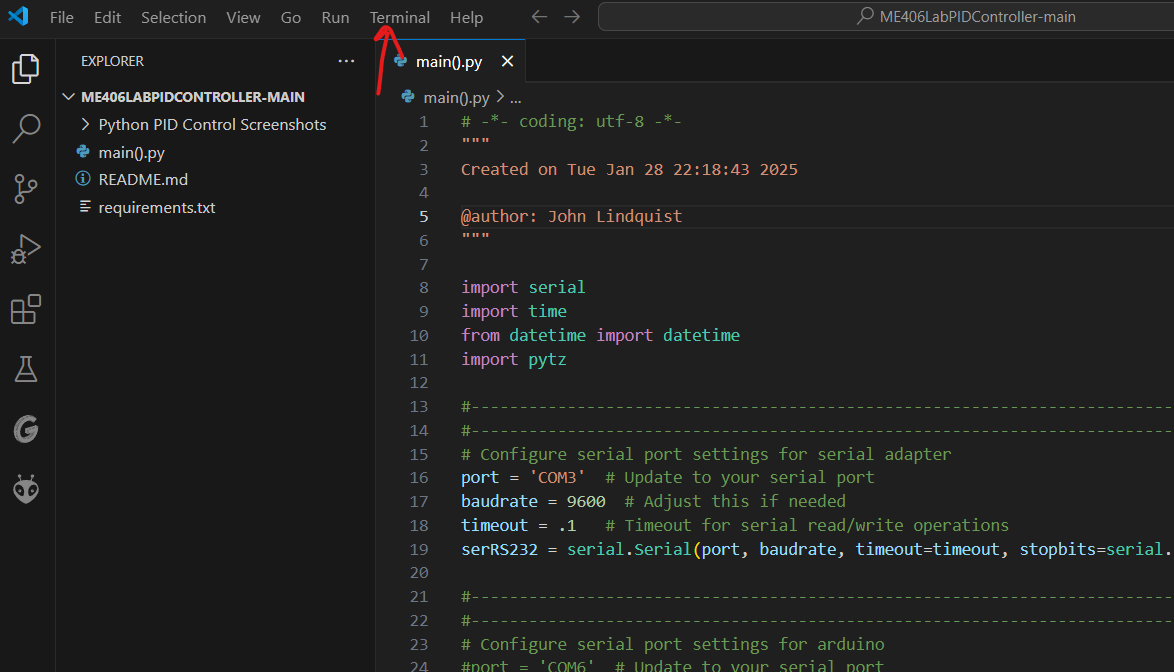 File Edit Selection View Go Run Terminal Help
ME406LabPIDController-main
EXPLORER
ME406LABPIDCONTROLLER-MAIN
Python PID Control Screenshots
main().py
README.md
requirements.txt
main().py
main().py > ...
1 # -*- coding: utf-8 -*-
2 """
3 Created on Tue Jan 28 22:18:43 2025
4
5 @author: John Lindquist
6 """
7
8 import serial
9 import time
10 from datetime import datetime
11 import pytz
12
13 #-------------------------------------------------------------------------
14 #-------------------------------------------------------------------------
15 # Configure serial port settings for serial adapter
16 port = 'COM3'  # Update to your serial port
17 baudrate = 9600  # Adjust this if needed
18 timeout = .1   # Timeout for serial read/write operations
19 serRS232 = serial.Serial(port, baudrate, timeout=timeout, stopbits=serial.
20
21 #-------------------------------------------------------------------------
22 #-------------------------------------------------------------------------
23 # Configure serial port settings for arduino
24 #port = 'COM6'  # Update to your serial port